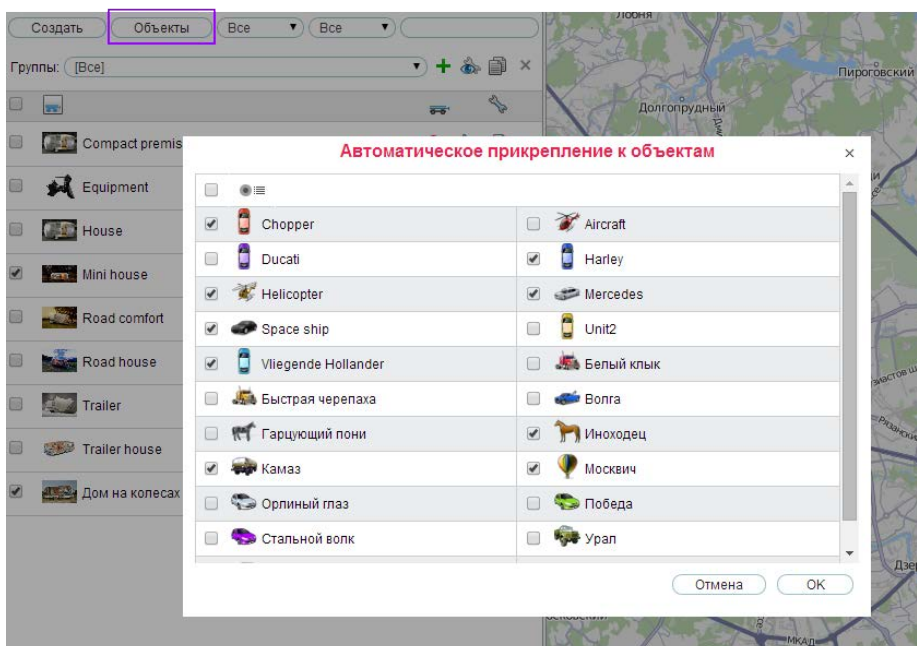 Создать Объекты Все Все
Группы: [Все]
Compact premis
Equipment
House
Mini house
Road comfort
Road house
Trailer
Trailer house
Дом на колесах
Автоматическое прикрепление к объектам
Chopper Aircraft
Ducati Harley
Helicopter Mercedes
Space ship Unit2
Vliegende Hollander Белый клык
Быстрая черепаха Волга
Гарцующий пони Иноходец
Камаз Москвич
Орлиный глаз Победа
Стальной волк Урал
Отмена OK
Лобня
Пироговский
Долгопрудный
МКАД